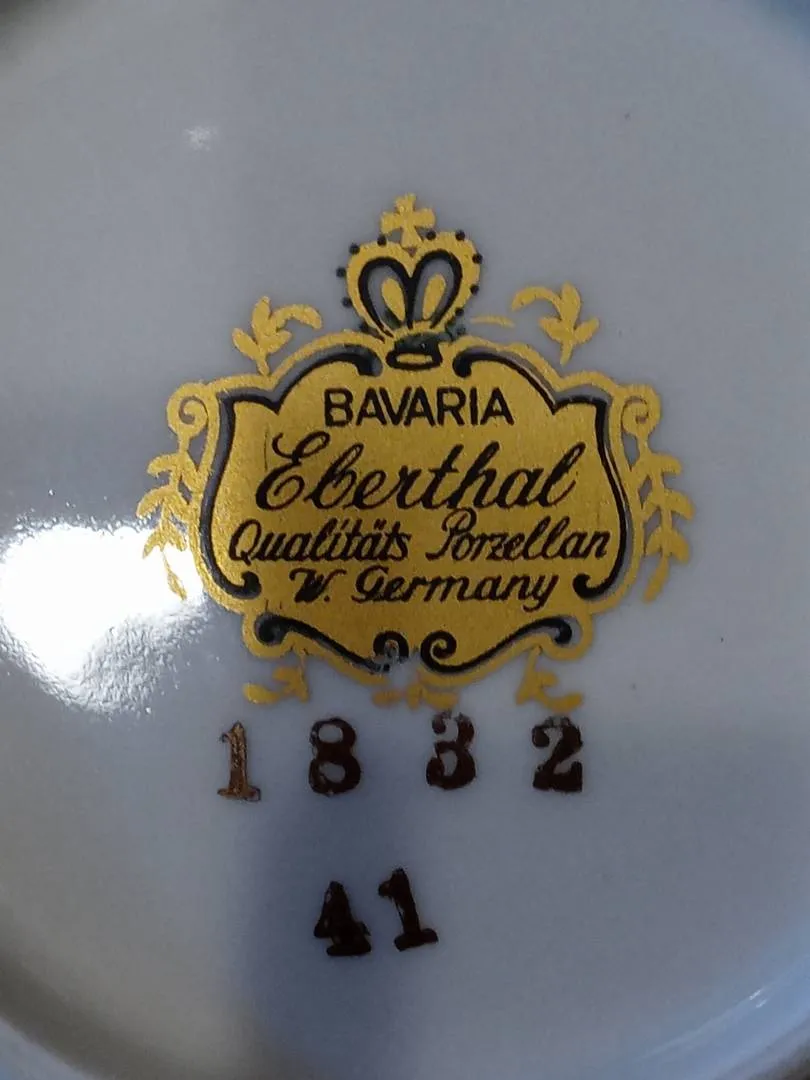 BAVARIA
Eberthal
Qualitäts Porzellan
W. Germany
1832
41